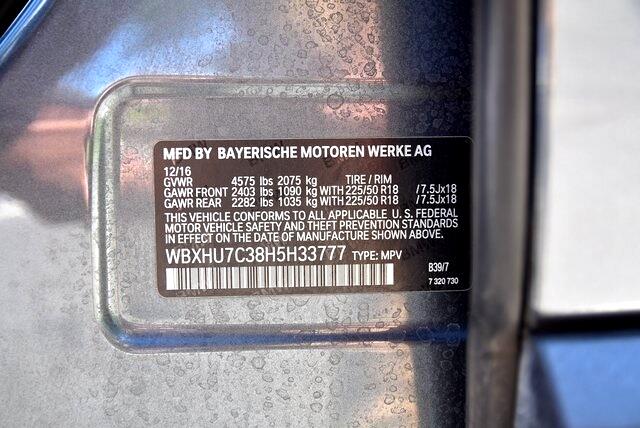 MFD BY BAYERISCHE MOTOREN WERKE AG
12/16
GVWR 4575 lbs 2075 kg TIRE / RIM
GAWR FRONT 2403 lbs 1090 kg WITH 225/50 R18 /7.5Jx18
GAWR REAR 2282 lbs 1035 kg WITH 225/50 R18 /7.5Jx18
THIS VEHICLE CONFORMS TO ALL APPLICABLE U.S. FEDERAL
MOTOR VEHICLE SAFETY AND THEFT PREVENTION STANDARDS
IN EFFECT ON THE DATE OF MANUFACTURE SHOWN ABOVE.
WBXHU7C38H5H33777 TYPE: MPV
B39/7
7 320 730